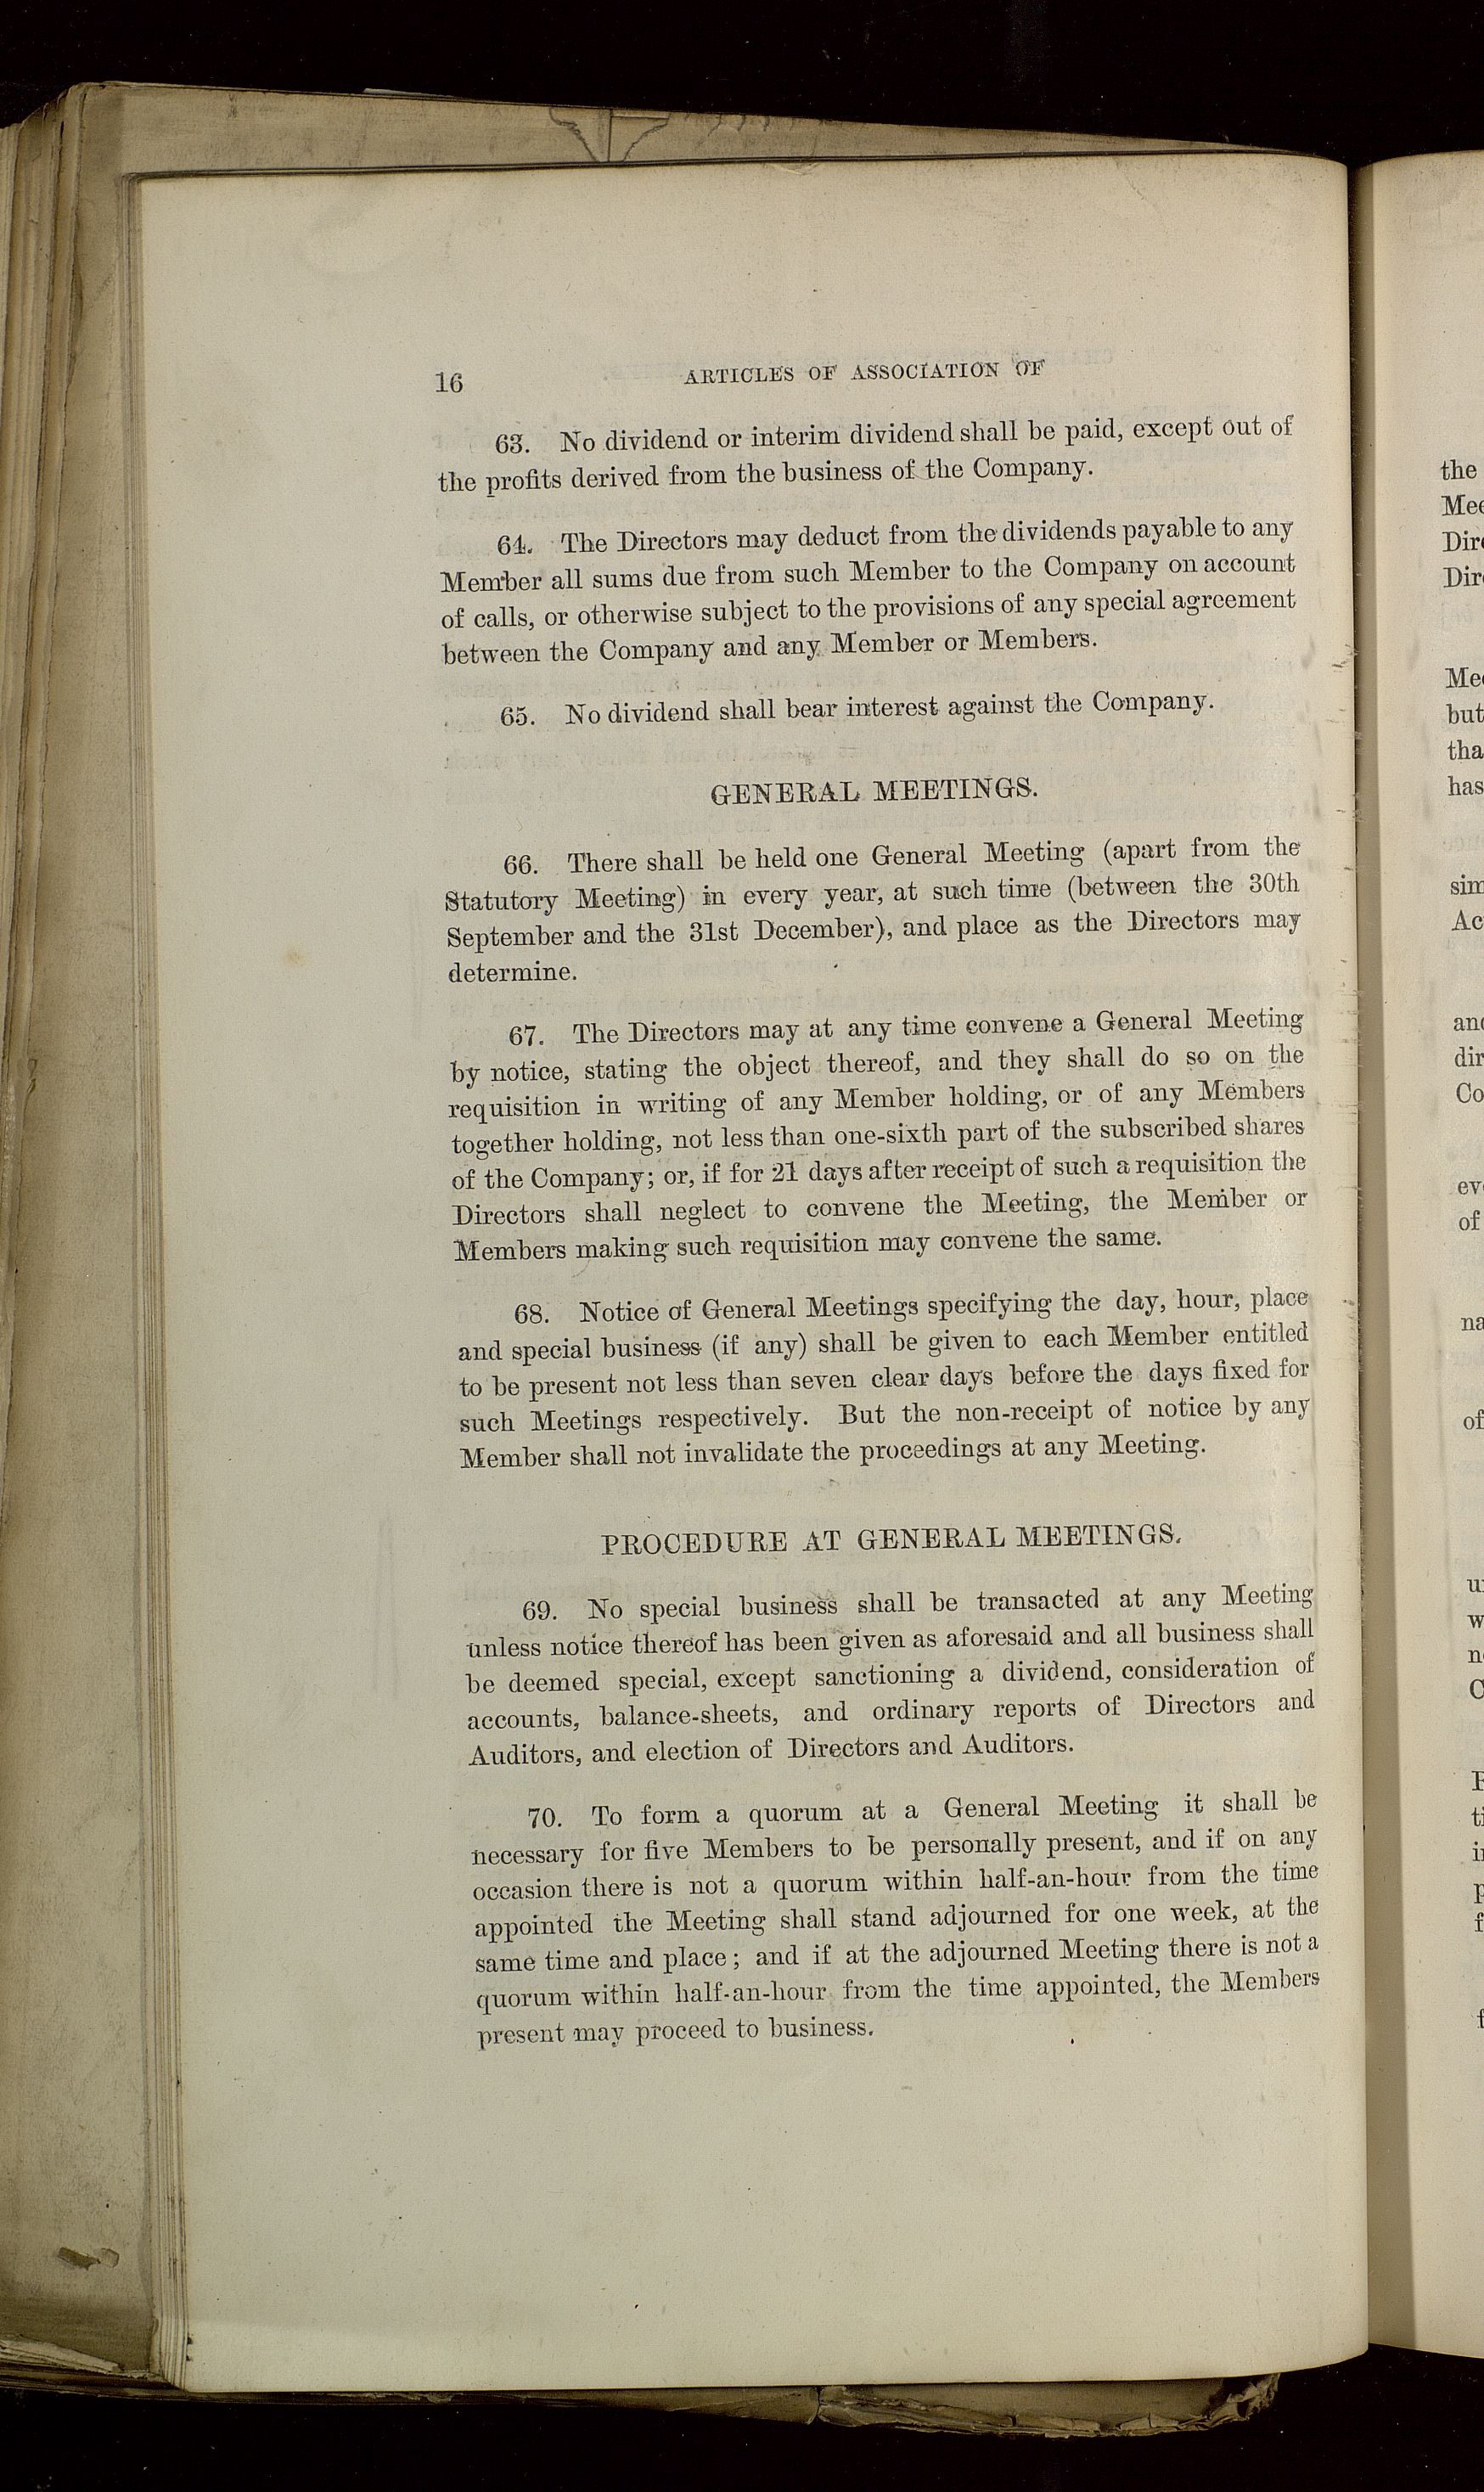 16 ARTICLES OF ASSOCIATION OF
63. No dividend or interim dividend shall be paid, except out of
the profits derived from the business of the Company.
64. The Directors may deduct from the dividends payable to any
Member all sums due from such Member to the Company on account
of calls, or otherwise subject to the provisions of any special agreement
between the Company and any Member or Members.
65. No dividend shall bear interest against the Company.
GENERAL MEETINGS.
66. There shall be held one General Meeting (apart from the
Statutory Meeting) in every year, at such time (between the 30th
September and the 31st December), and place as the Directors may
determine.
67. The Directors may at any time convene a General Meeting
by notice, stating the object thereof, and they shall do so on the
requisition in writing of any Member holding, or of any Members
together holding, not less than one-sixth part of the subscribed shares
of the Company; or, if for 21 days after receipt of such a requisition the
Directors shall neglect to convene the Meeting, the Member or
Members making such requisition may convene the same.
68. Notice of General Meetings specifying the day, hour, place
and special business (if any) shall be given to each Member entitled
to be present not less than seven clear days before the days fixed for
such Meetings respectively. But the non-receipt of notice by any
Member shall not invalidate the proceedings at any Meeting.
PROCEDURE AT GENERAL MEETINGS.
69. No special business shall be transacted at any Meeting
unless notice thereof has been given as aforesaid and all business shall
be deemed special, except sanctioning a dividend, consideration of
accounts, balance-sheets, and ordinary reports of Directors and
Auditors, and election of Directors and Auditors.
70. To form a quorum at a General Meeting it shall be
necessary for five Members to be personally present, and if on any
occasion there is not a quorum within half-an-hour from the time
appointed the Meeting shall stand adjourned for one week, at the
same time and place; and if at the adjourned Meeting there is not a
quorum within half-an-hour from the time appointed, the Members
present may proceed to business.
the
but
of
of